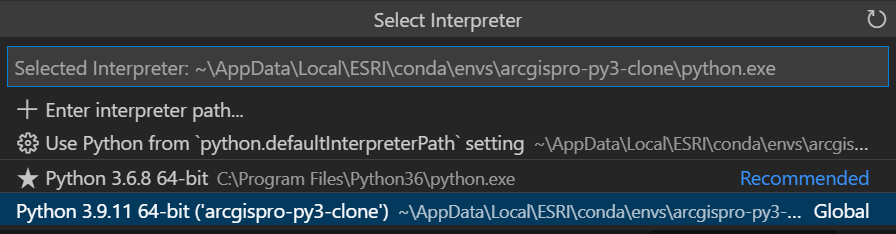 Select Interpreter
Selected Interpreter: ~\AppData\Local\ESRI\conda\envs\arcgispro-py3-clone\python.exe
Enter interpreter path...
Use Python from `python.defaultInterpreterPath` setting ~\AppData\Local\ESRI\conda\envs\arcgis...
Python 3.6.8 64-bit C:\Program Files\Python36\python.exe Recommended
Python 3.9.11 64-bit ('arcgispro-py3-clone') ~\AppData\Local\ESRI\conda\envs\arcgispro-py3-... Global